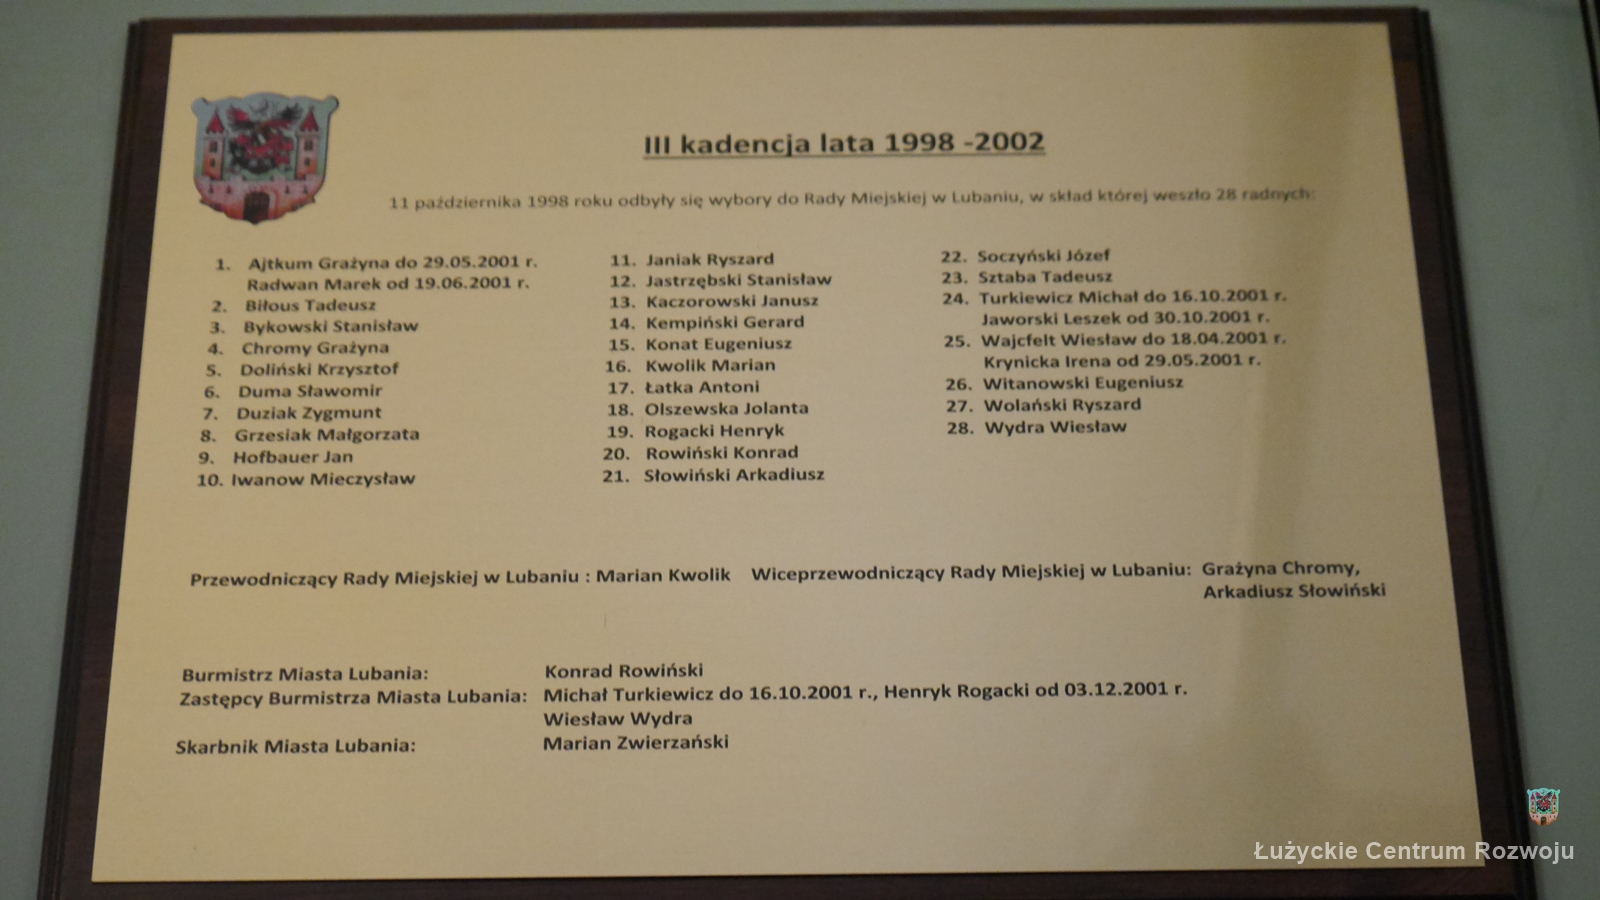 III kadencja lata 1998 -2002
11 października 1998 roku odbyły się wybory do Rady Miejskiej w Lubaniu, w skład której weszło 28 radnych:
1. Ajtkum Grażyna do 29.05.2001 r.
Radwan Marek od 19.06.2001 r.
2. Biłous Tadeusz
3. Bykowski Stanisław
4. Chromy Grażyna
5. Doliński Krzysztof
6. Duma Sławomir
7. Duziak Zygmunt
8. Grzesiak Małgorzata
9. Hofbauer Jan
10. Iwanow Mieczysław
11. Janiak Ryszard
12. Jastrzębski Stanisław
13. Kaczorowski Janusz
14. Kempiński Gerard
15. Konat Eugeniusz
16. Kwolik Marian
17. Łatka Antoni
18. Olszewska Jolanta
19. Rogacki Henryk
20. Rowiński Konrad
21. Słowiński Arkadiusz
22. Soczyński Józef
23. Sztaba Tadeusz
24. Turkiewicz Michał do 16.10.2001 r.
Jaworski Leszek od 30.10.2001 r.
25. Wajcfelt Wiesław do 18.04.2001 r.
Krynicka Irena od 29.05.2001 r.
26. Witanowski Eugeniusz
27. Wolański Ryszard
28. Wydra Wiesław
Przewodniczący Rady Miejskiej w Lubaniu : Marian Kwolik Wiceprzewodniczący Rady Miejskiej w Lubaniu: Grażyna Chromy,
Arkadiusz Słowiński
Burmistrz Miasta Lubania: Konrad Rowiński
Zastępcy Burmistrza Miasta Lubania: Michał Turkiewicz do 16.10.2001 r., Henryk Rogacki od 03.12.2001 r.
Wiesław Wydra
Skarbnik Miasta Lubania: Marian Zwierzański
Łużyckie Centrum Rozwoju